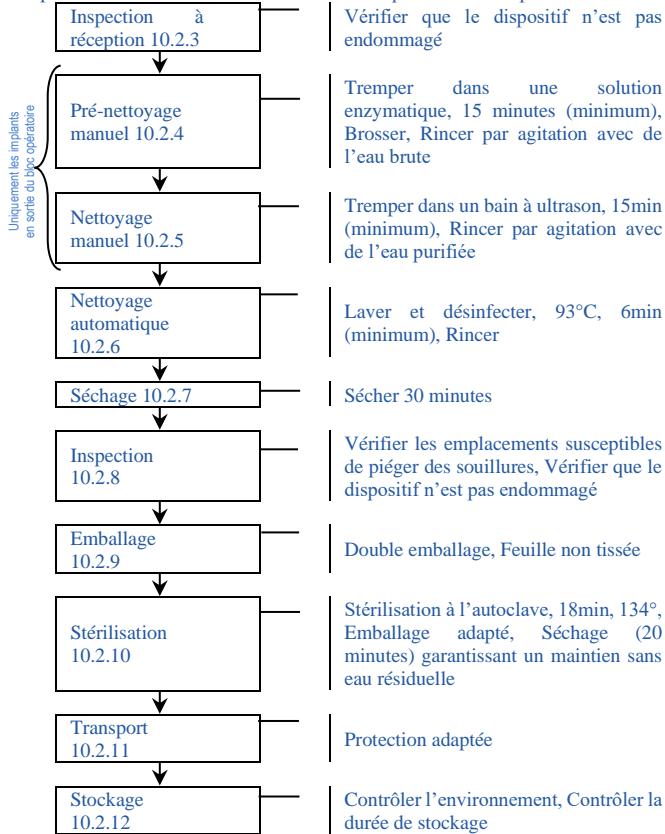 Inspection à
réception 10.2.3
Vérifier que le dispositif n'est pas
endommagé
Uniquement les implants
en sortie du bloc opératoire
Pré-nettoyage
manuel 10.2.4
Tremper dans une solution
enzymatique, 15 minutes (minimum),
Brosser, Rincer par agitation avec de
l'eau brute
Nettoyage
manuel 10.2.5
Tremper dans un bain à ultrason, 15min
(minimum), Rincer par agitation avec
de l'eau purifiée
Nettoyage
automatique
10.2.6
Laver et désinfecter, 93°C, 6min
(minimum), Rincer
Séchage 10.2.7
Sécher 30 minutes
Inspection
10.2.8
Vérifier les emplacements susceptibles
de piéger des souillures, Vérifier que le
dispositif n'est pas endommagé
Emballage
10.2.9
Double emballage, Feuille non tissée
Stérilisation
10.2.10
Stérilisation à l'autoclave, 18min, 134°,
Emballage adapté, Séchage (20
minutes) garantissant un maintien sans
eau résiduelle
Transport
10.2.11
Protection adaptée
Stockage
10.2.12
Contrôler l'environnement, Contrôler la
durée de stockage